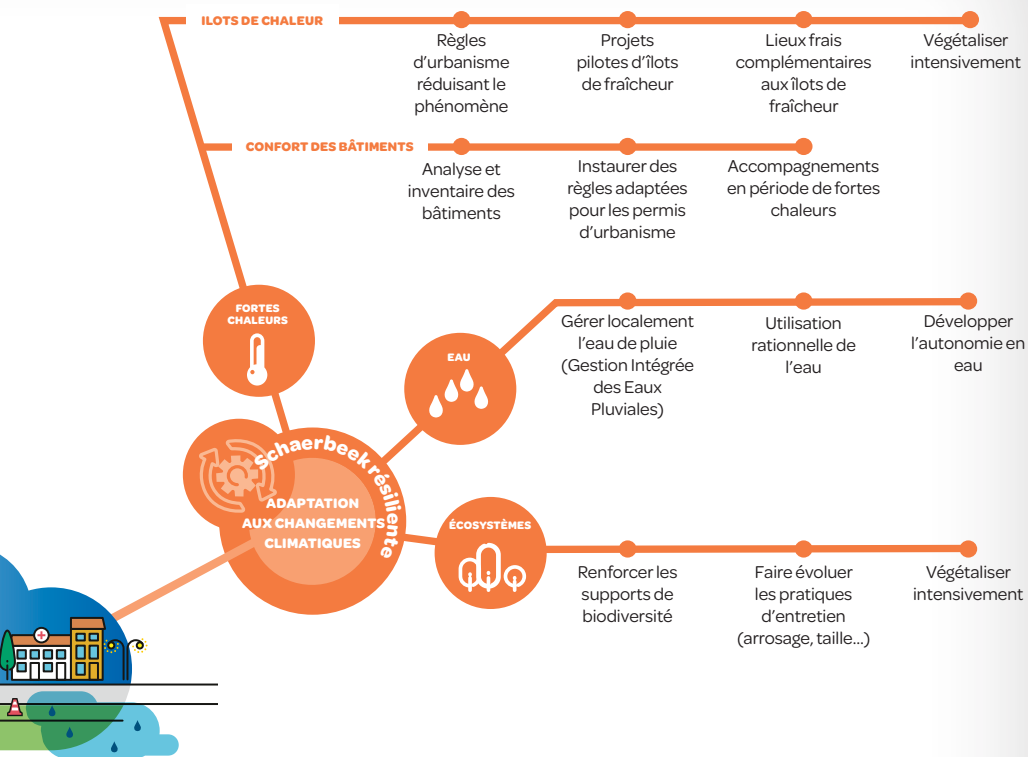 ILOTS DE CHALEUR
Règles
d'urbanisme
réduisant le
phénomène
Projets
pilotes d'îlots
de fraîcheur
Lieux frais
complémentaires
aux îlots de
fraîcheur
Végétaliser
intensivement
CONFORT DES BÂTIMENTS
Analyse et
inventaire des
bâtiments
Instaurer des
règles adaptées
pour les permis
d'urbanisme
Accompagnements
en période de fortes
chaleurs
FORTES
CHALEURS
EAU
Gérer localement
l'eau de pluie
(Gestion Intégrée
des Eaux
Pluviales)
Utilisation
rationnelle de
l'eau
Développer
l'autonomie en
eau
Schaerbeek résiliente
ADAPTATION
AUX CHANGEMENTS
CLIMATIQUES
ÉCOSYSTÈMES
Renforcer les
supports de
biodiversité
Faire évoluer
les pratiques
d'entretien
(arrosage, taille...)
Végétaliser
intensivement